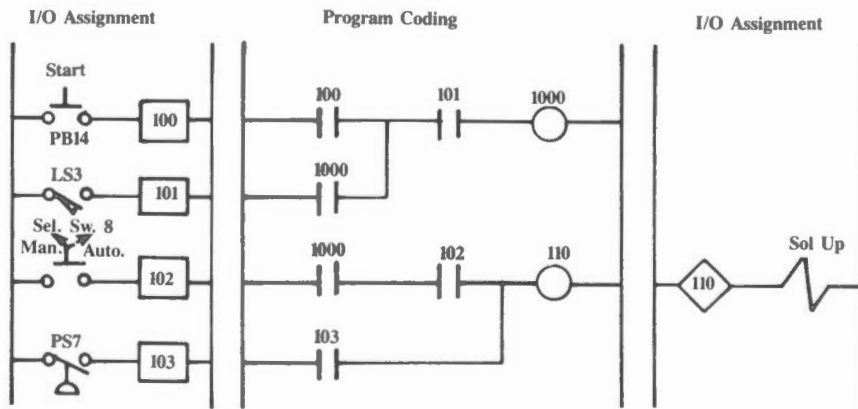 I/O Assignment
Program Coding
I/O Assignment
Start
PB14
100
LS3
101
Sel. Sw. 8
Man. Auto.
102
PS7
103
100
101
1000
1000
1000
102
110
103
110
Sol Up